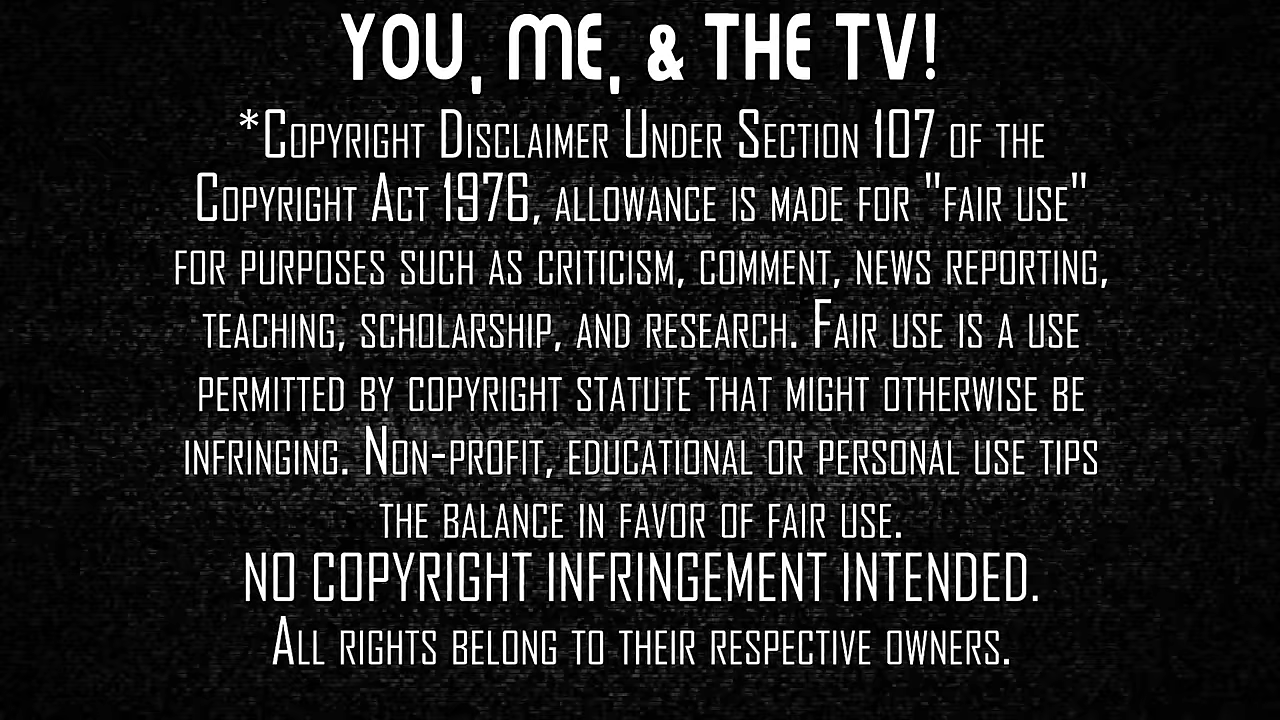 YOU, ME, & THE TV!
*Copyright Disclaimer Under Section 107 of the
Copyright Act 1976, allowance is made for "fair use"
for purposes such as criticism, comment, news reporting,
teaching, scholarship, and research. Fair use is a use
permitted by copyright statute that might otherwise be
infringing. Non-profit, educational or personal use tips
the balance in favor of fair use.
NO COPYRIGHT INFRINGEMENT INTENDED.
All rights belong to their respective owners.